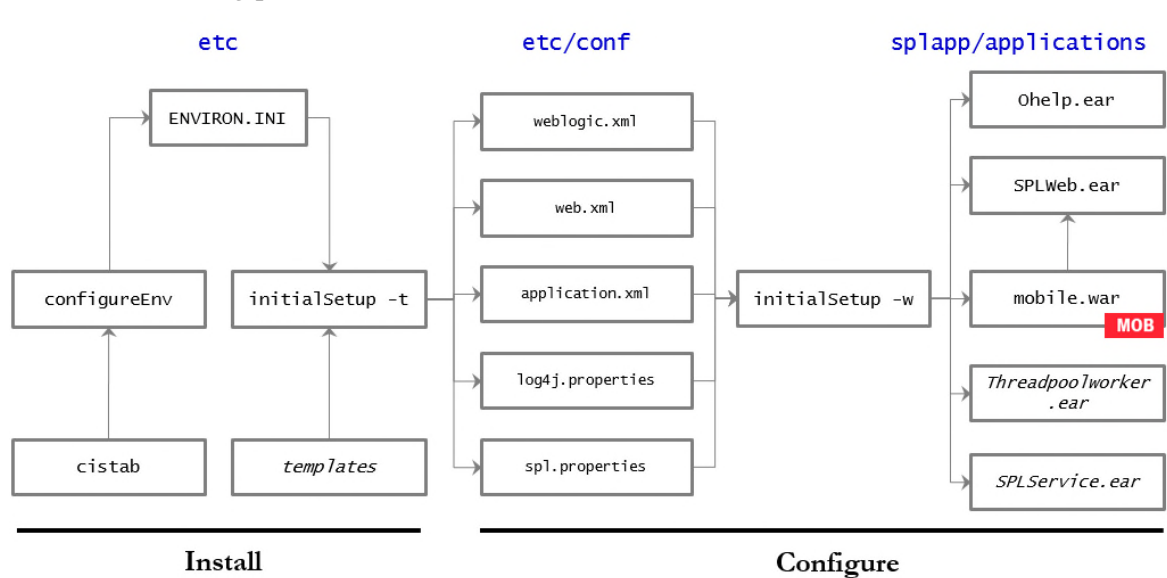 etc
etc/conf
splapp/applications
ENVIRON.INI
configureEnv
initialSetup -t
cistab
templates
weblogic.xml
web.xml
application.xml
log4j.properties
spl.properties
initialSetup -w
Ohelp.ear
SPLWeb.ear
mobile.war
MOB
Threadpoolworker
.ear
SPLService.ear
Install
Configure